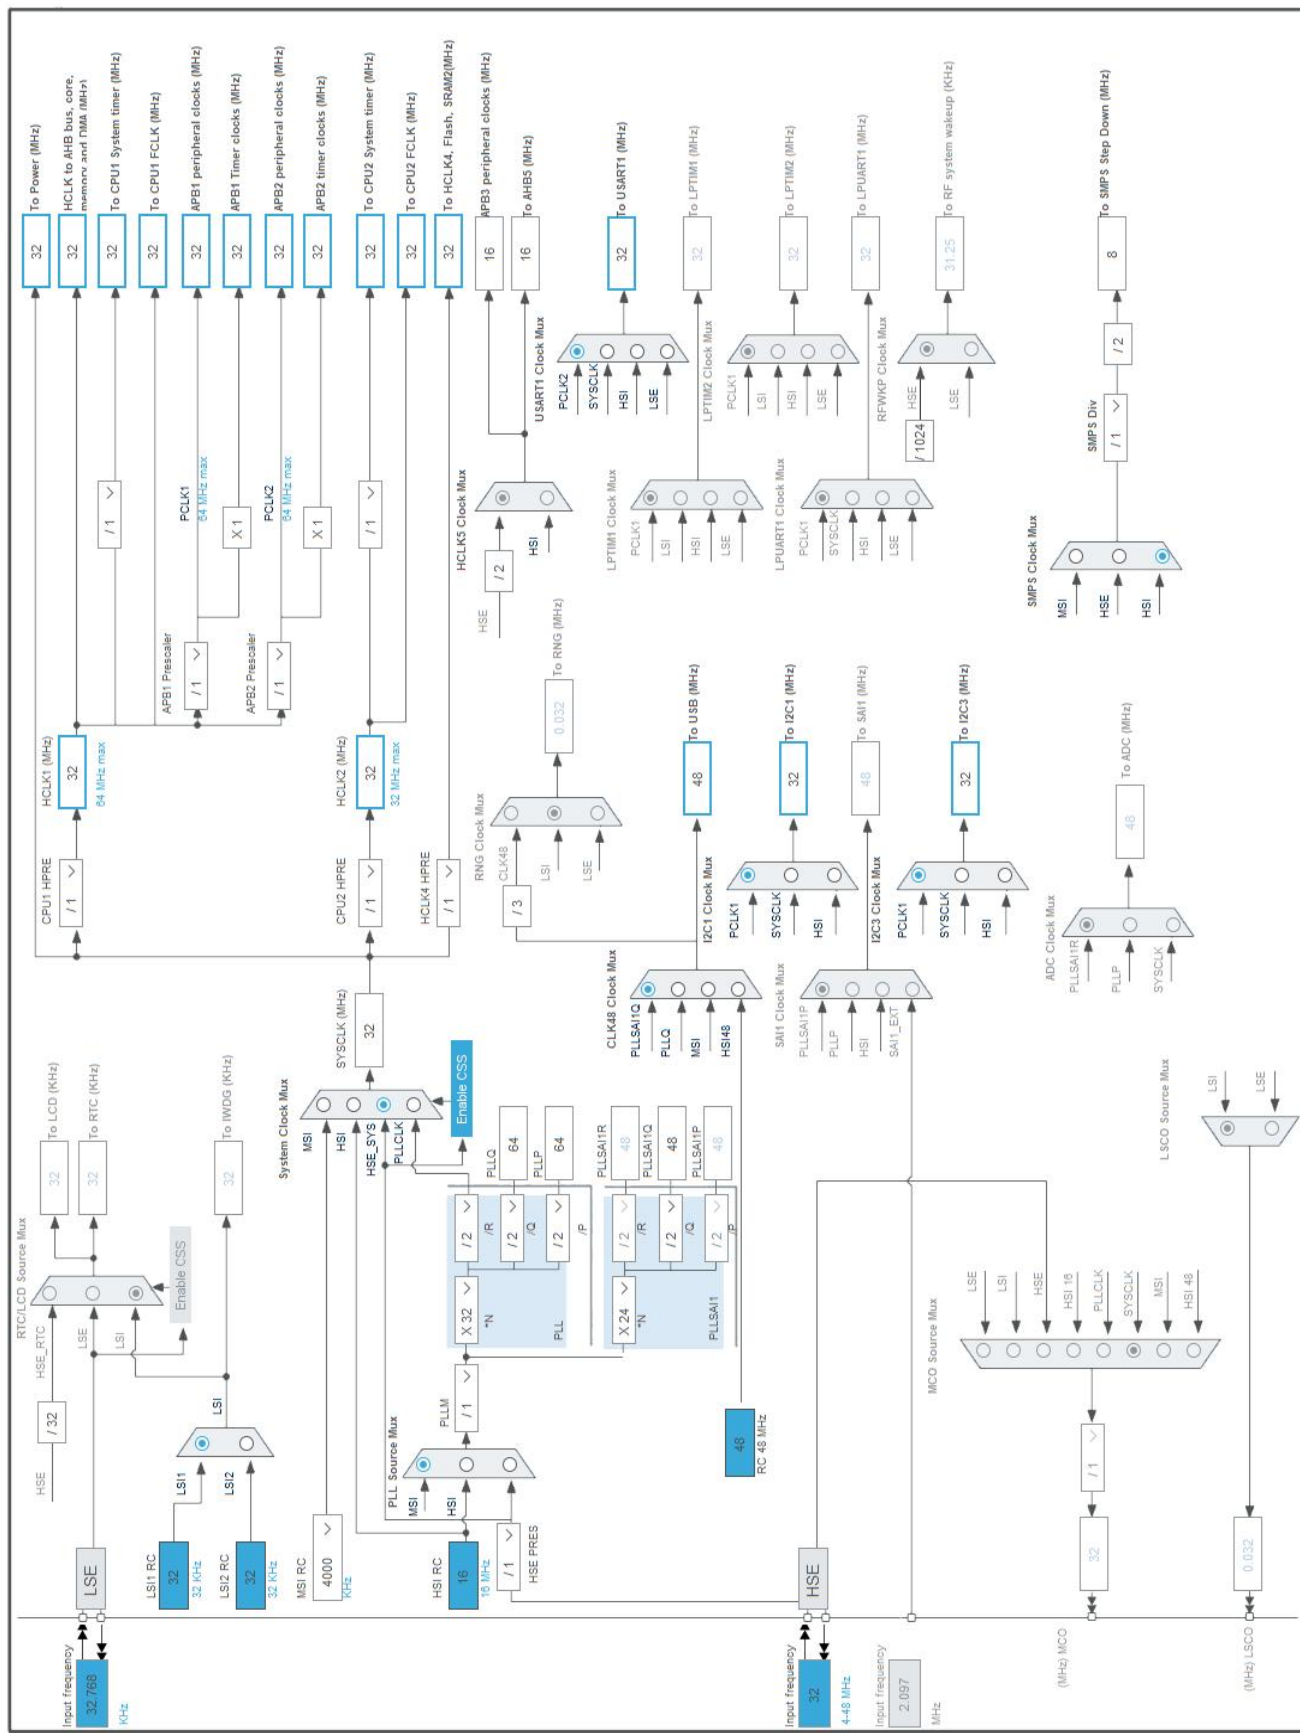 Input frequency
32.768
KHz
LSE
HSE
/ 32
HSE_RTC
LSE
LSI
RTC/LCD Source Mux
Enable CSS
32
To LCD (KHz)
32
To RTC (KHz)
LSI1 RC
32
32 KHz
LSI1
LSI2 RC
32
32 KHz
LSI2
LSI
32
To IWDG (KHz)
MSI RC
4000
KHz
HSI RC
16
16 MHz
/ 1
HSE PRES
PLL Source Mux
MSI
HSI
PLLM
/ 1
X 32
*N
PLL
/ 2
/R
/ 2
/Q
/ 2
/P
PLLQ
64
PLLP
64
X 24
*N
PLLSAI1
/ 2
/R
/ 2
/Q
/ 2
/P
PLLSAI1R
48
PLLSAI1Q
48
PLLSAI1P
48
System Clock Mux
MSI
HSI
HSE_SYS
PLLCLK
Enable CSS
SYSCLK (MHz)
32
CPU1 HPRE
/ 1
HCLK1 (MHz)
32
64 MHz max
CPU2 HPRE
/ 1
HCLK2 (MHz)
32
32 MHz max
HCLK4 HPRE
/ 1
/ 1
APB1 Prescaler
/ 1
PCLK1
64 MHz max
X 1
APB2 Prescaler
/ 1
PCLK2
64 MHz max
X 1
/ 1
32
To Power (MHz)
32
HCLK to AHB bus, core,
memory and DMA (MHz)
32
To CPU1 System timer (MHz)
32
To CPU1 FCLK (MHz)
32
APB1 peripheral clocks (MHz)
32
APB1 Timer clocks (MHz)
32
APB2 peripheral clocks (MHz)
32
APB2 timer clocks (MHz)
32
To CPU2 System timer (MHz)
32
To CPU2 FCLK (MHz)
32
To HCLK4, Flash, SRAM2(MHz)
HSE
/ 2
HSI
HCLK5 Clock Mux
16
APB3 peripheral clocks (MHz)
16
To AHB5 (MHz)
RNG Clock Mux
/ 3
CLK48
LSI
LSE
0.032
To RNG (MHz)
USART1 Clock Mux
PCLK2
SYSCLK
HSI
LSE
32
To USART1 (MHz)
48
RC 48 MHz
CLK48 Clock Mux
PLLSAI1Q
PLLQ
MSI
HSI48
48
To USB (MHz)
LPTIM1 Clock Mux
PCLK1
LSI
HSI
LSE
32
To LPTIM1 (MHz)
I2C1 Clock Mux
PCLK1
SYSCLK
HSI
32
To I2C1 (MHz)
LPTIM2 Clock Mux
PCLK1
LSI
HSI
LSE
32
To LPTIM2 (MHz)
SAI1 Clock Mux
PLLSAI1P
PLLP
HSI
SAI1_EXT
48
To SAI1 (MHz)
LPUART1 Clock Mux
PCLK1
SYSCLK
HSI
LSE
32
To LPUART1 (MHz)
I2C3 Clock Mux
PCLK1
SYSCLK
HSI
32
To I2C3 (MHz)
RFWKP Clock Mux
/ 1024
HSE
LSE
31.25
To RF system wakeup (KHz)
Input frequency
32
4-48 MHz
HSE
Input frequency
2.097
MHz
ADC Clock Mux
PLLSAI1R
PLLP
SYSCLK
48
To ADC (MHz)
SMPS Clock Mux
MSI
HSE
HSI
SMPS Div
/ 1
/ 2
8
To SMPS Step Down (MHz)
(MHz) MCO
32
/ 1
MCO Source Mux
LSE
LSI
HSE
HSI 16
PLLCLK
SYSCLK
MSI
HSI 48
(MHz) LSCO
0.032
LSCO Source Mux
LSI
LSE